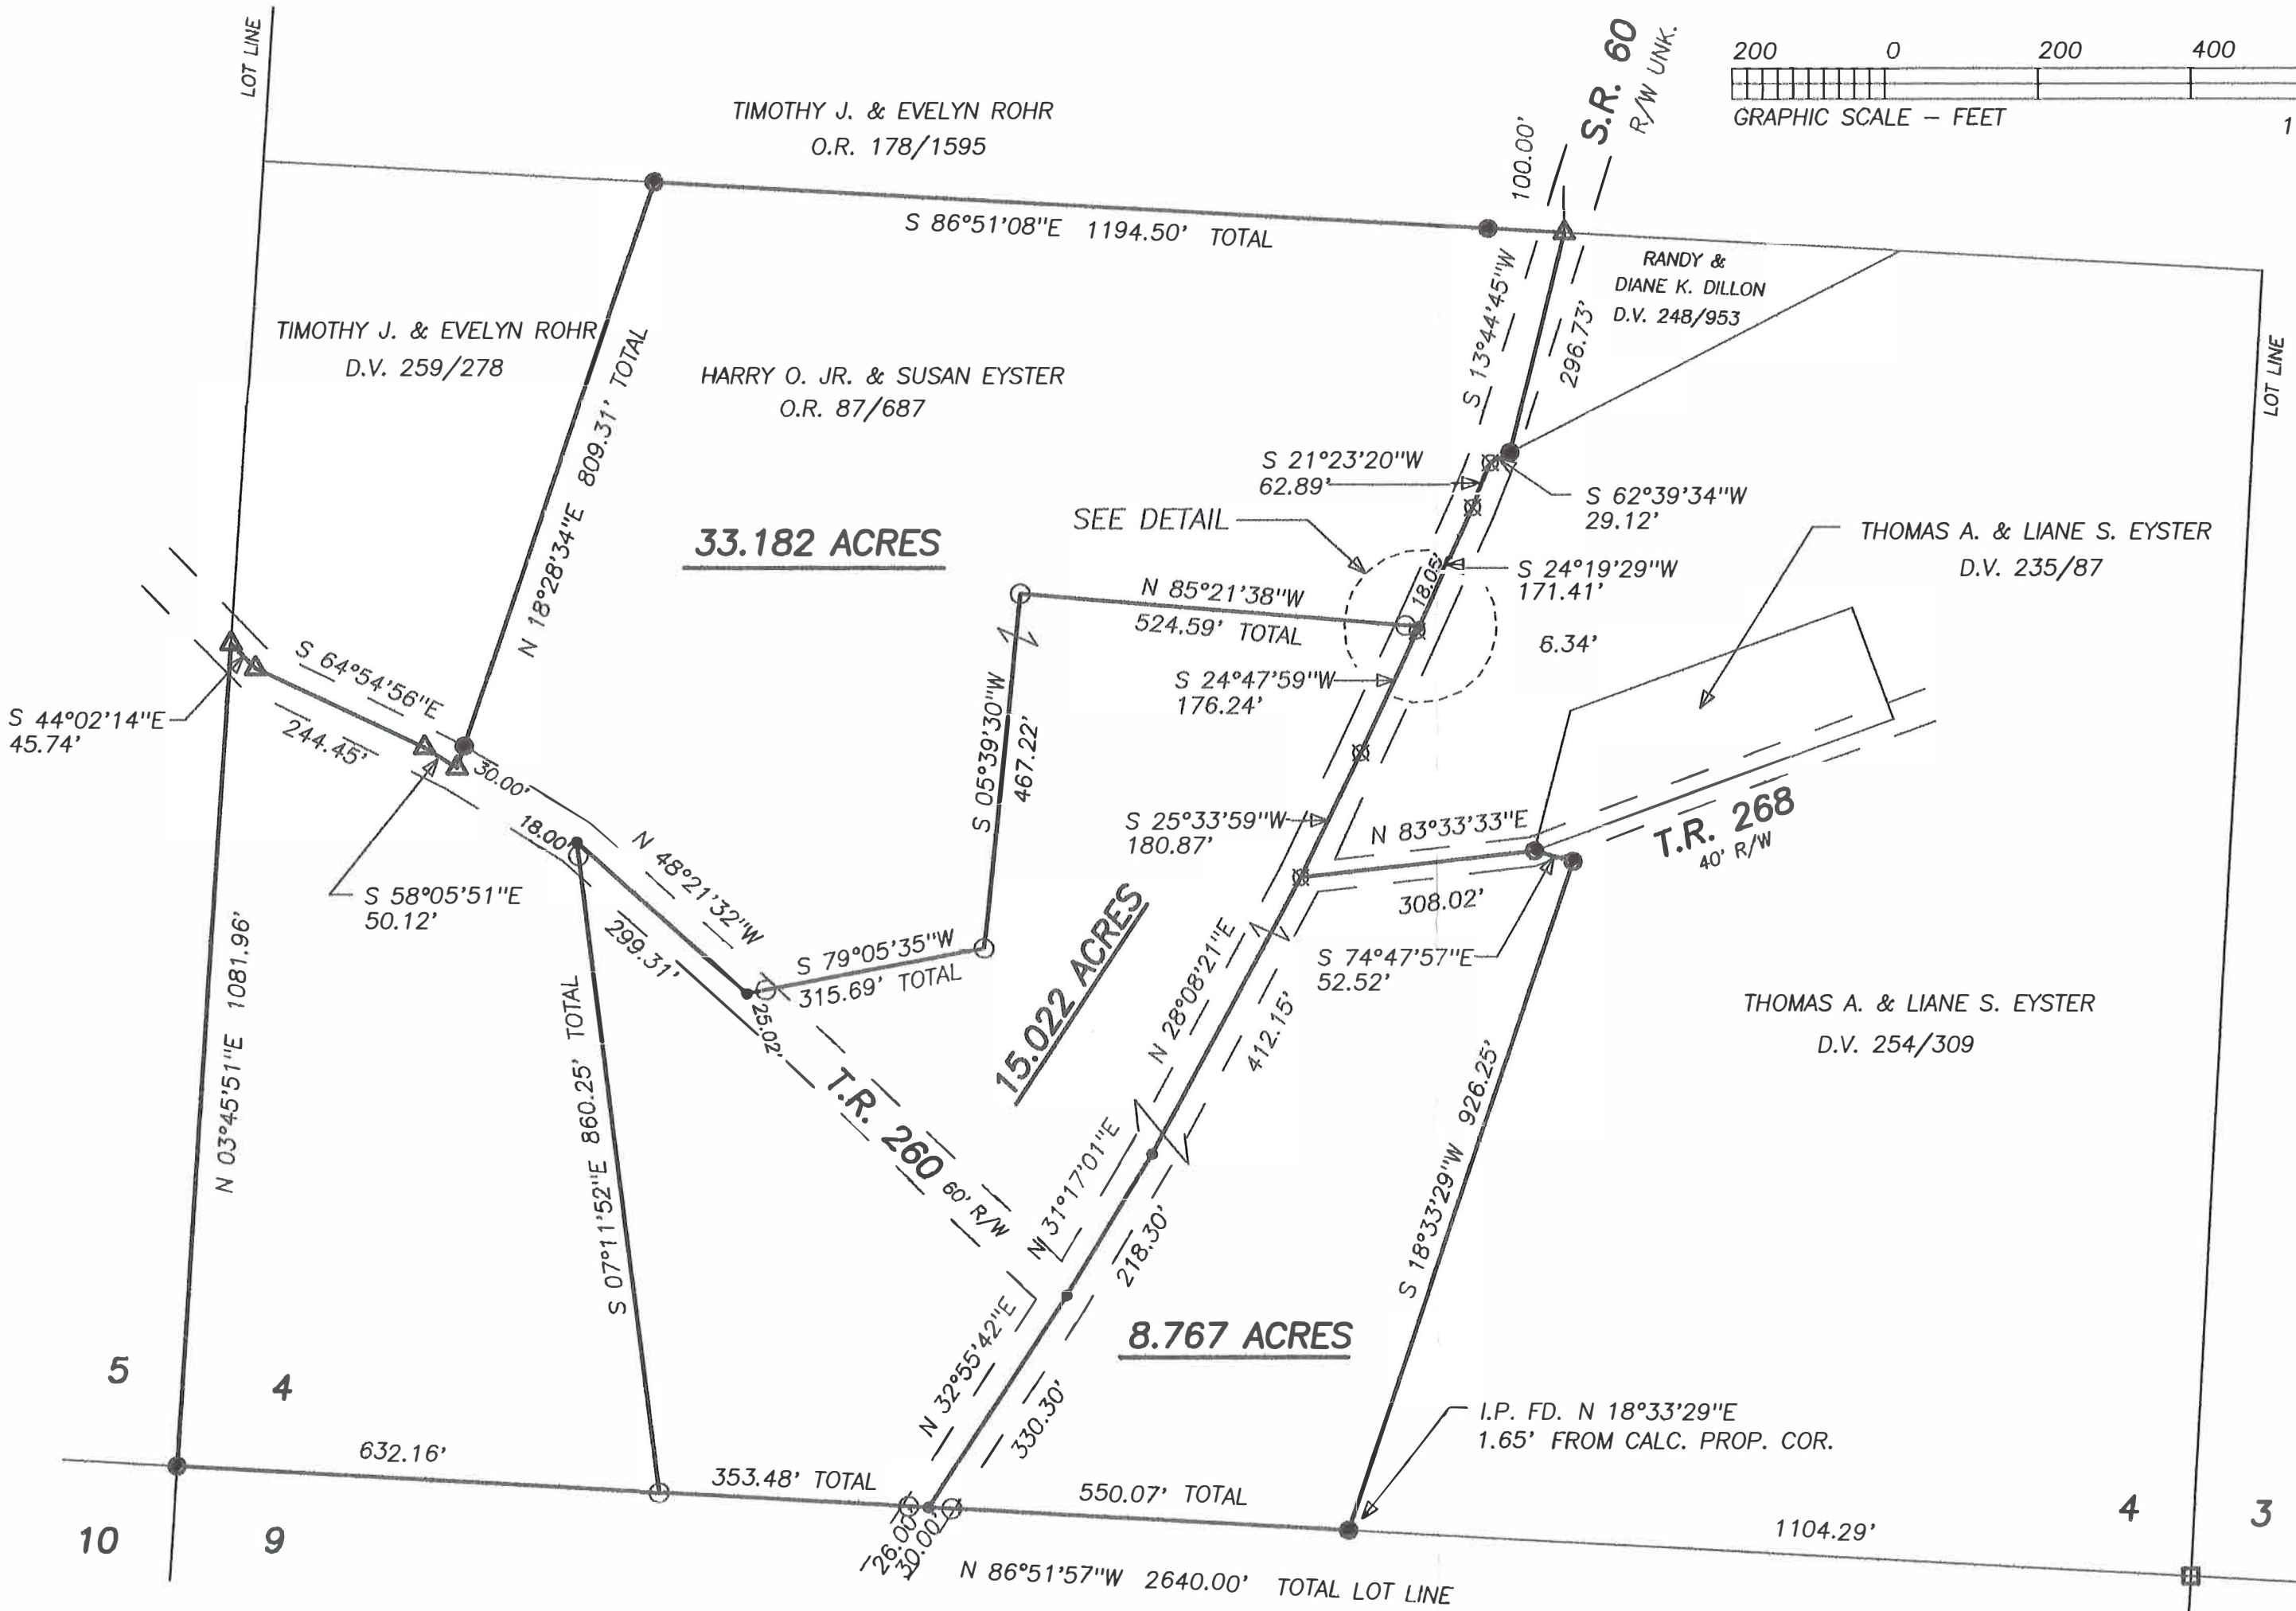 LOT LINE
TIMOTHY J. & EVELYN ROHR
O.R. 178/1595
S.R. 60
R/W UNK.
200 0 200 400
GRAPHIC SCALE – FEET
1
100.00'
S 86°51'08"E 1194.50' TOTAL
RANDY &
DIANE K. DILLON
D.V. 248/953
S 13°44'45"W
296.73'
LOT LINE
TIMOTHY J. & EVELYN ROHR
D.V. 259/278
N 18°28'34"E 809.31' TOTAL
HARRY O. JR. & SUSAN EYSTER
O.R. 87/687
S 21°23'20"W
62.89'
S 62°39'34"W
29.12'
SEE DETAIL
33.182 ACRES
THOMAS A. & LIANE S. EYSTER
D.V. 235/87
18.05'
S 24°19'29"W
171.41'
N 85°21'38"W
524.59' TOTAL
6.34'
S 64°54'56"E
244.45'
S 44°02'14"E
45.74'
S 24°47'59"W
176.24'
S 05°39'30"W
467.22'
30.00'
18.00'
N 48°21'32"W
299.31'
S 58°05'51"E
50.12'
S 25°33'59"W
180.87'
N 83°33'33"E
308.02'
T.R. 268
40' R/W
S 74°47'57"E
52.52'
S 79°05'35"W
315.69' TOTAL
25.02'
15.022 ACRES
N 28°08'21"E
412.15'
THOMAS A. & LIANE S. EYSTER
D.V. 254/309
N 03°45'51"E 1081.96'
S 07°11'52"E 860.25' TOTAL
T.R. 260
60' R/W
N 31°17'01"E
218.30'
S 18°33'29"W 926.25'
8.767 ACRES
N 32°55'42"E
330.30'
5
4
I.P. FD. N 18°33'29"E
1.65' FROM CALC. PROP. COR.
632.16'
353.48' TOTAL
550.07' TOTAL
1104.29'
4
3
10
9
26.00'
30.00'
N 86°51'57"W 2640.00' TOTAL LOT LINE